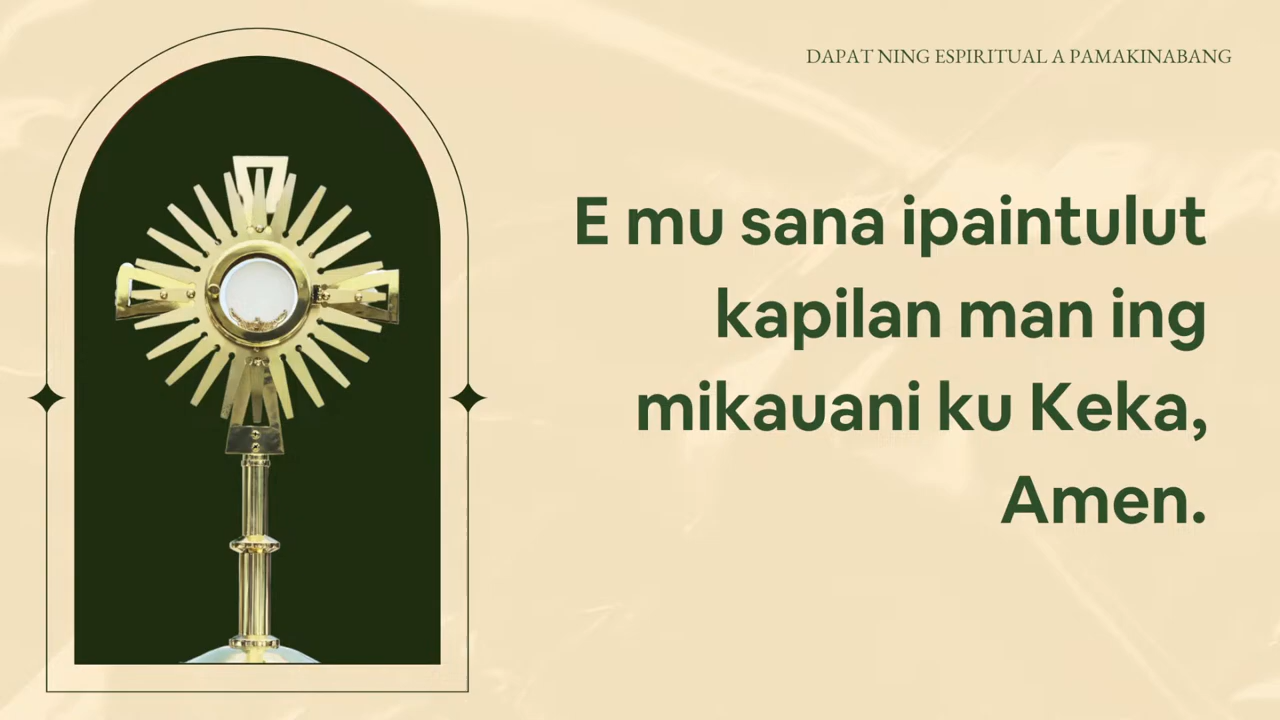 DAPAT NING ESPIRITUAL A PAMAKINABANG
E mu sana ipaintulut
kapilan man ing
mikauani ku Keka,
Amen.